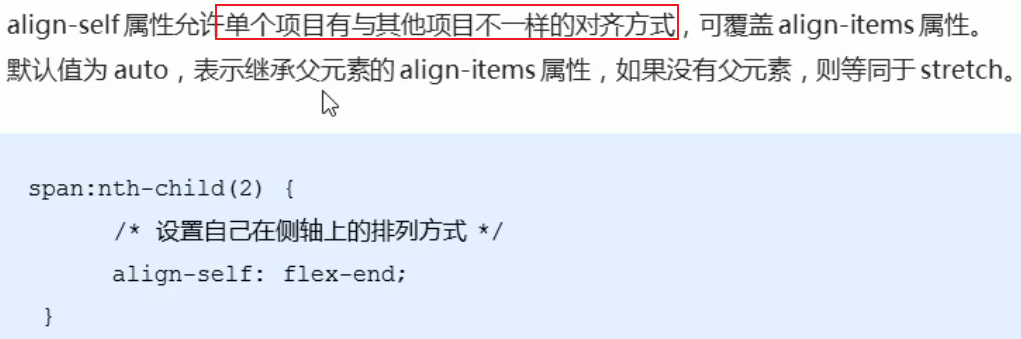 align-self 属性允许单个项目有与其他项目不一样的对齐方式，可覆盖 align-items 属性。
默认值为 auto，表示继承父元素的 align-items 属性，如果没有父元素，则等同于 stretch。
span:nth-child(2) {
/* 设置自己在侧轴上的排列方式 */
align-self: flex-end;
}